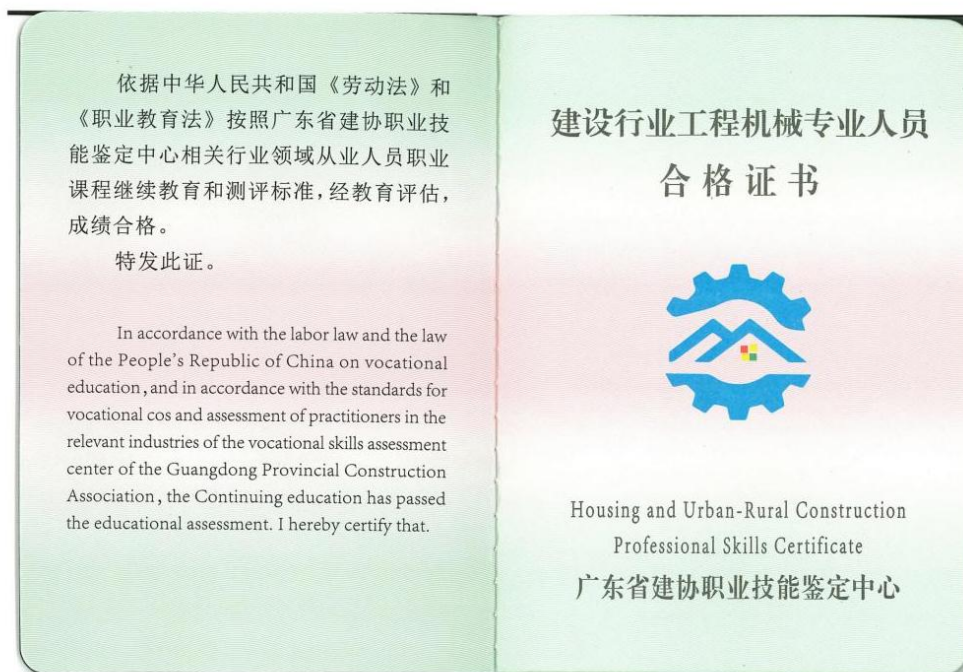 依据中华人民共和国《劳动法》和
《职业教育法》按照广东省建协职业技
能鉴定中心相关行业领域从业人员职业
课程继续教育和测评标准，经教育评估，
成绩合格。
特发此证。
In accordance with the labor law and the law
of the People's Republic of China on vocational
education, and in accordance with the standards for
vocational cos and assessment of practitioners in the
relevant industries of the vocational skills assessment
center of the Guangdong Provincial Construction
Association, the Continuing education has passed
the educational assessment. I hereby certify that.
建设行业工程机械专业人员
合格证书
Housing and Urban-Rural Construction
Professional Skills Certificate
广东省建协职业技能鉴定中心